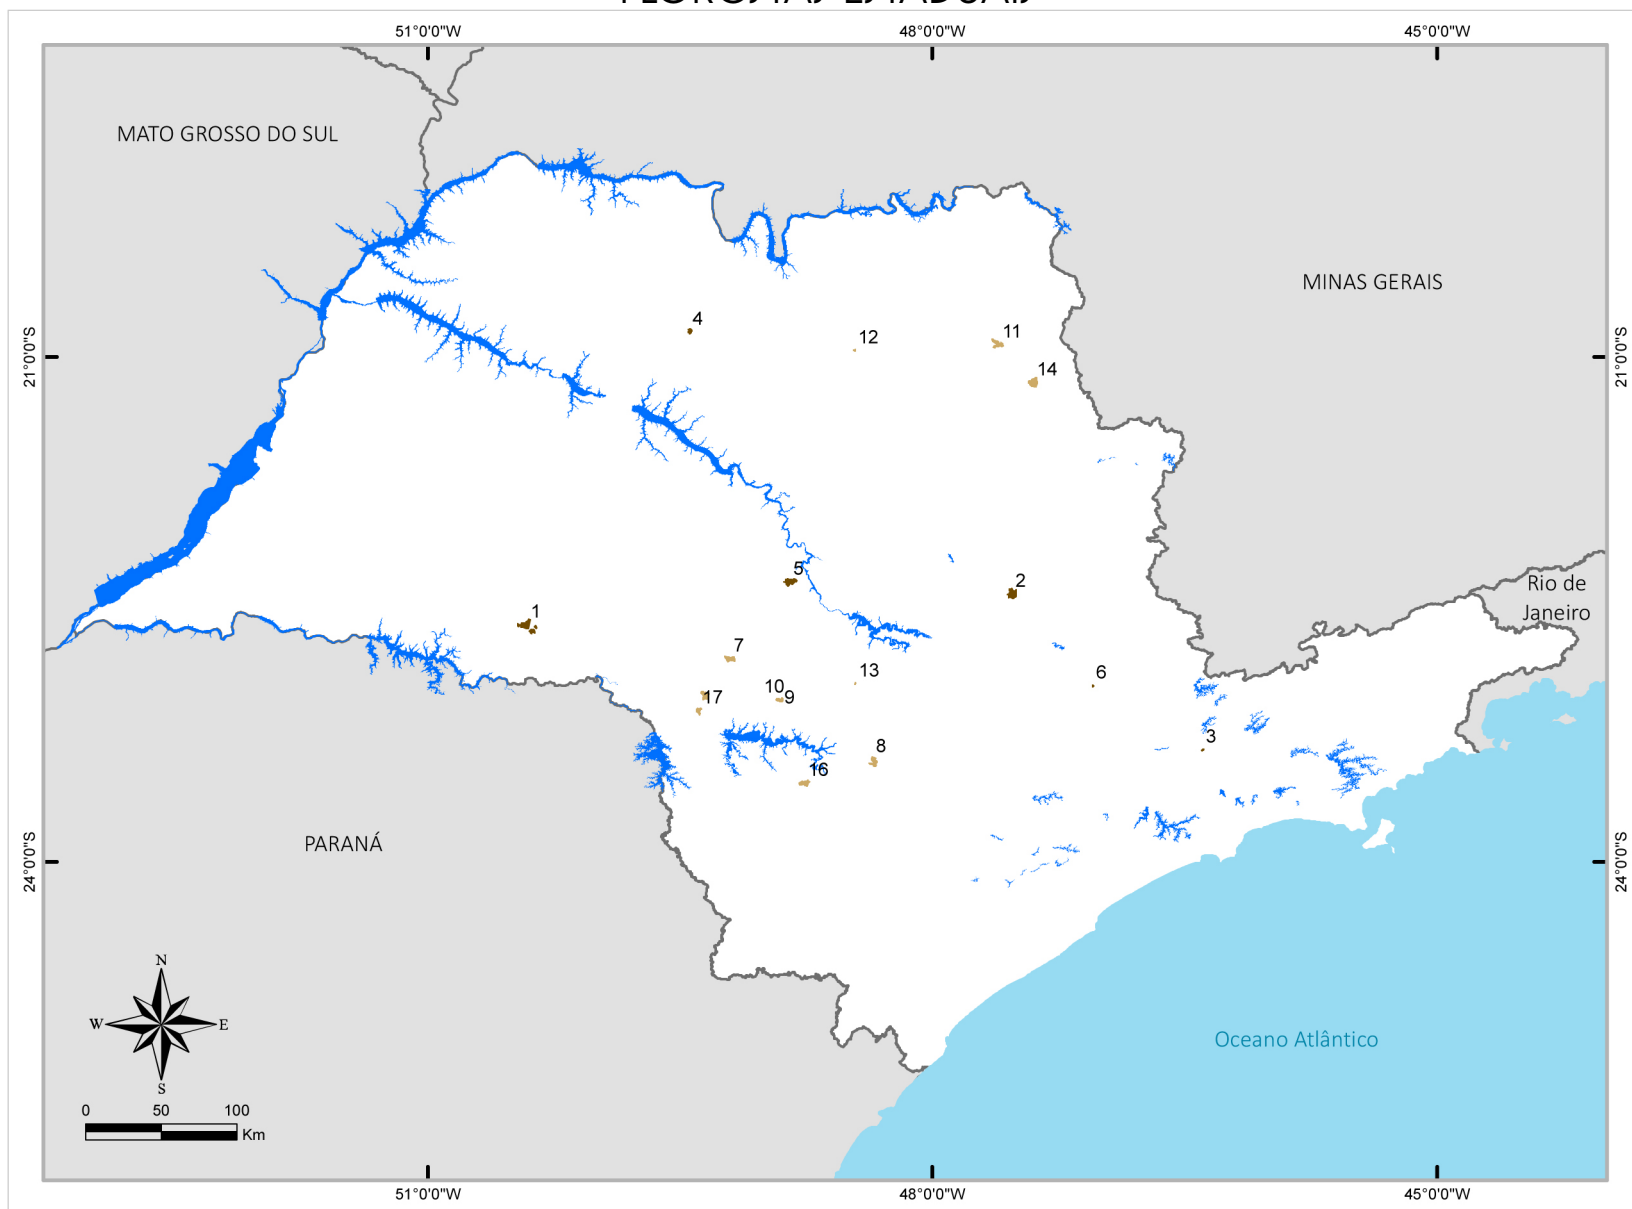 51°0'0"W 48°0'0"W 45°0'0"W
MATO GROSSO DO SUL
MINAS GERAIS
4
12
11
14
21°0'0"S
21°0'0"S
5
2
Rio de
Janeiro
1
7
13
6
10
9
17
3
8
16
PARANÁ
24°0'0"S
24°0'0"S
N
W
E
S
Oceano Atlântico
0 50 100
Km
51°0'0"W 48°0'0"W 45°0'0"W